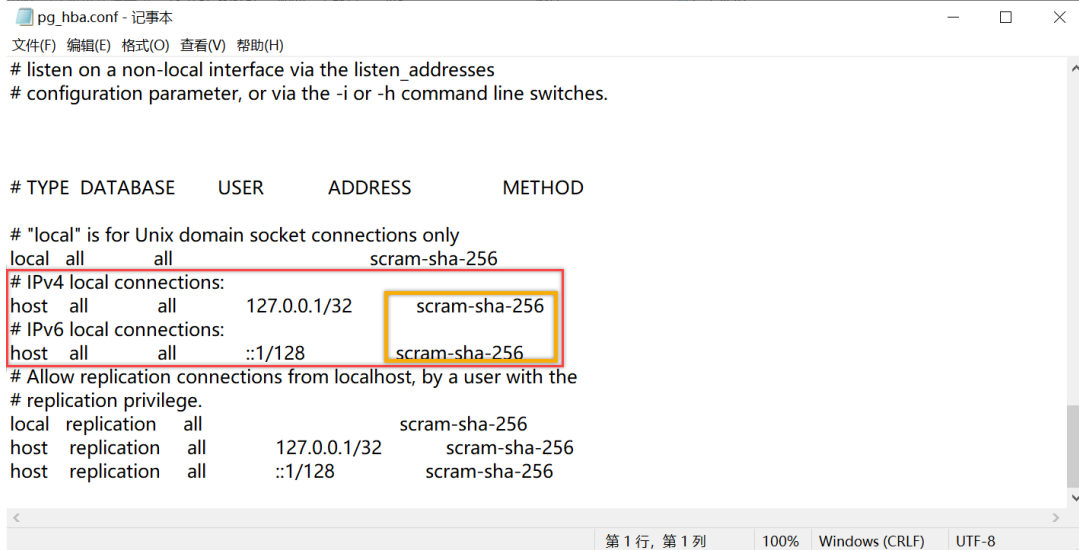 pg_hba.conf - 记事本
文件(F) 编辑(E) 格式(O) 查看(V) 帮助(H)
# listen on a non-local interface via the listen_addresses
# configuration parameter, or via the -i or -h command line switches.
# TYPE DATABASE USER ADDRESS METHOD
# "local" is for Unix domain socket connections only
local all all scram-sha-256
# IPv4 local connections:
host all all 127.0.0.1/32 scram-sha-256
# IPv6 local connections:
host all all ::1/128 scram-sha-256
# Allow replication connections from localhost, by a user with the
# replication privilege.
local replication all scram-sha-256
host replication all 127.0.0.1/32 scram-sha-256
host replication all ::1/128 scram-sha-256
第 1 行，第 1 列 100% Windows (CRLF) UTF-8